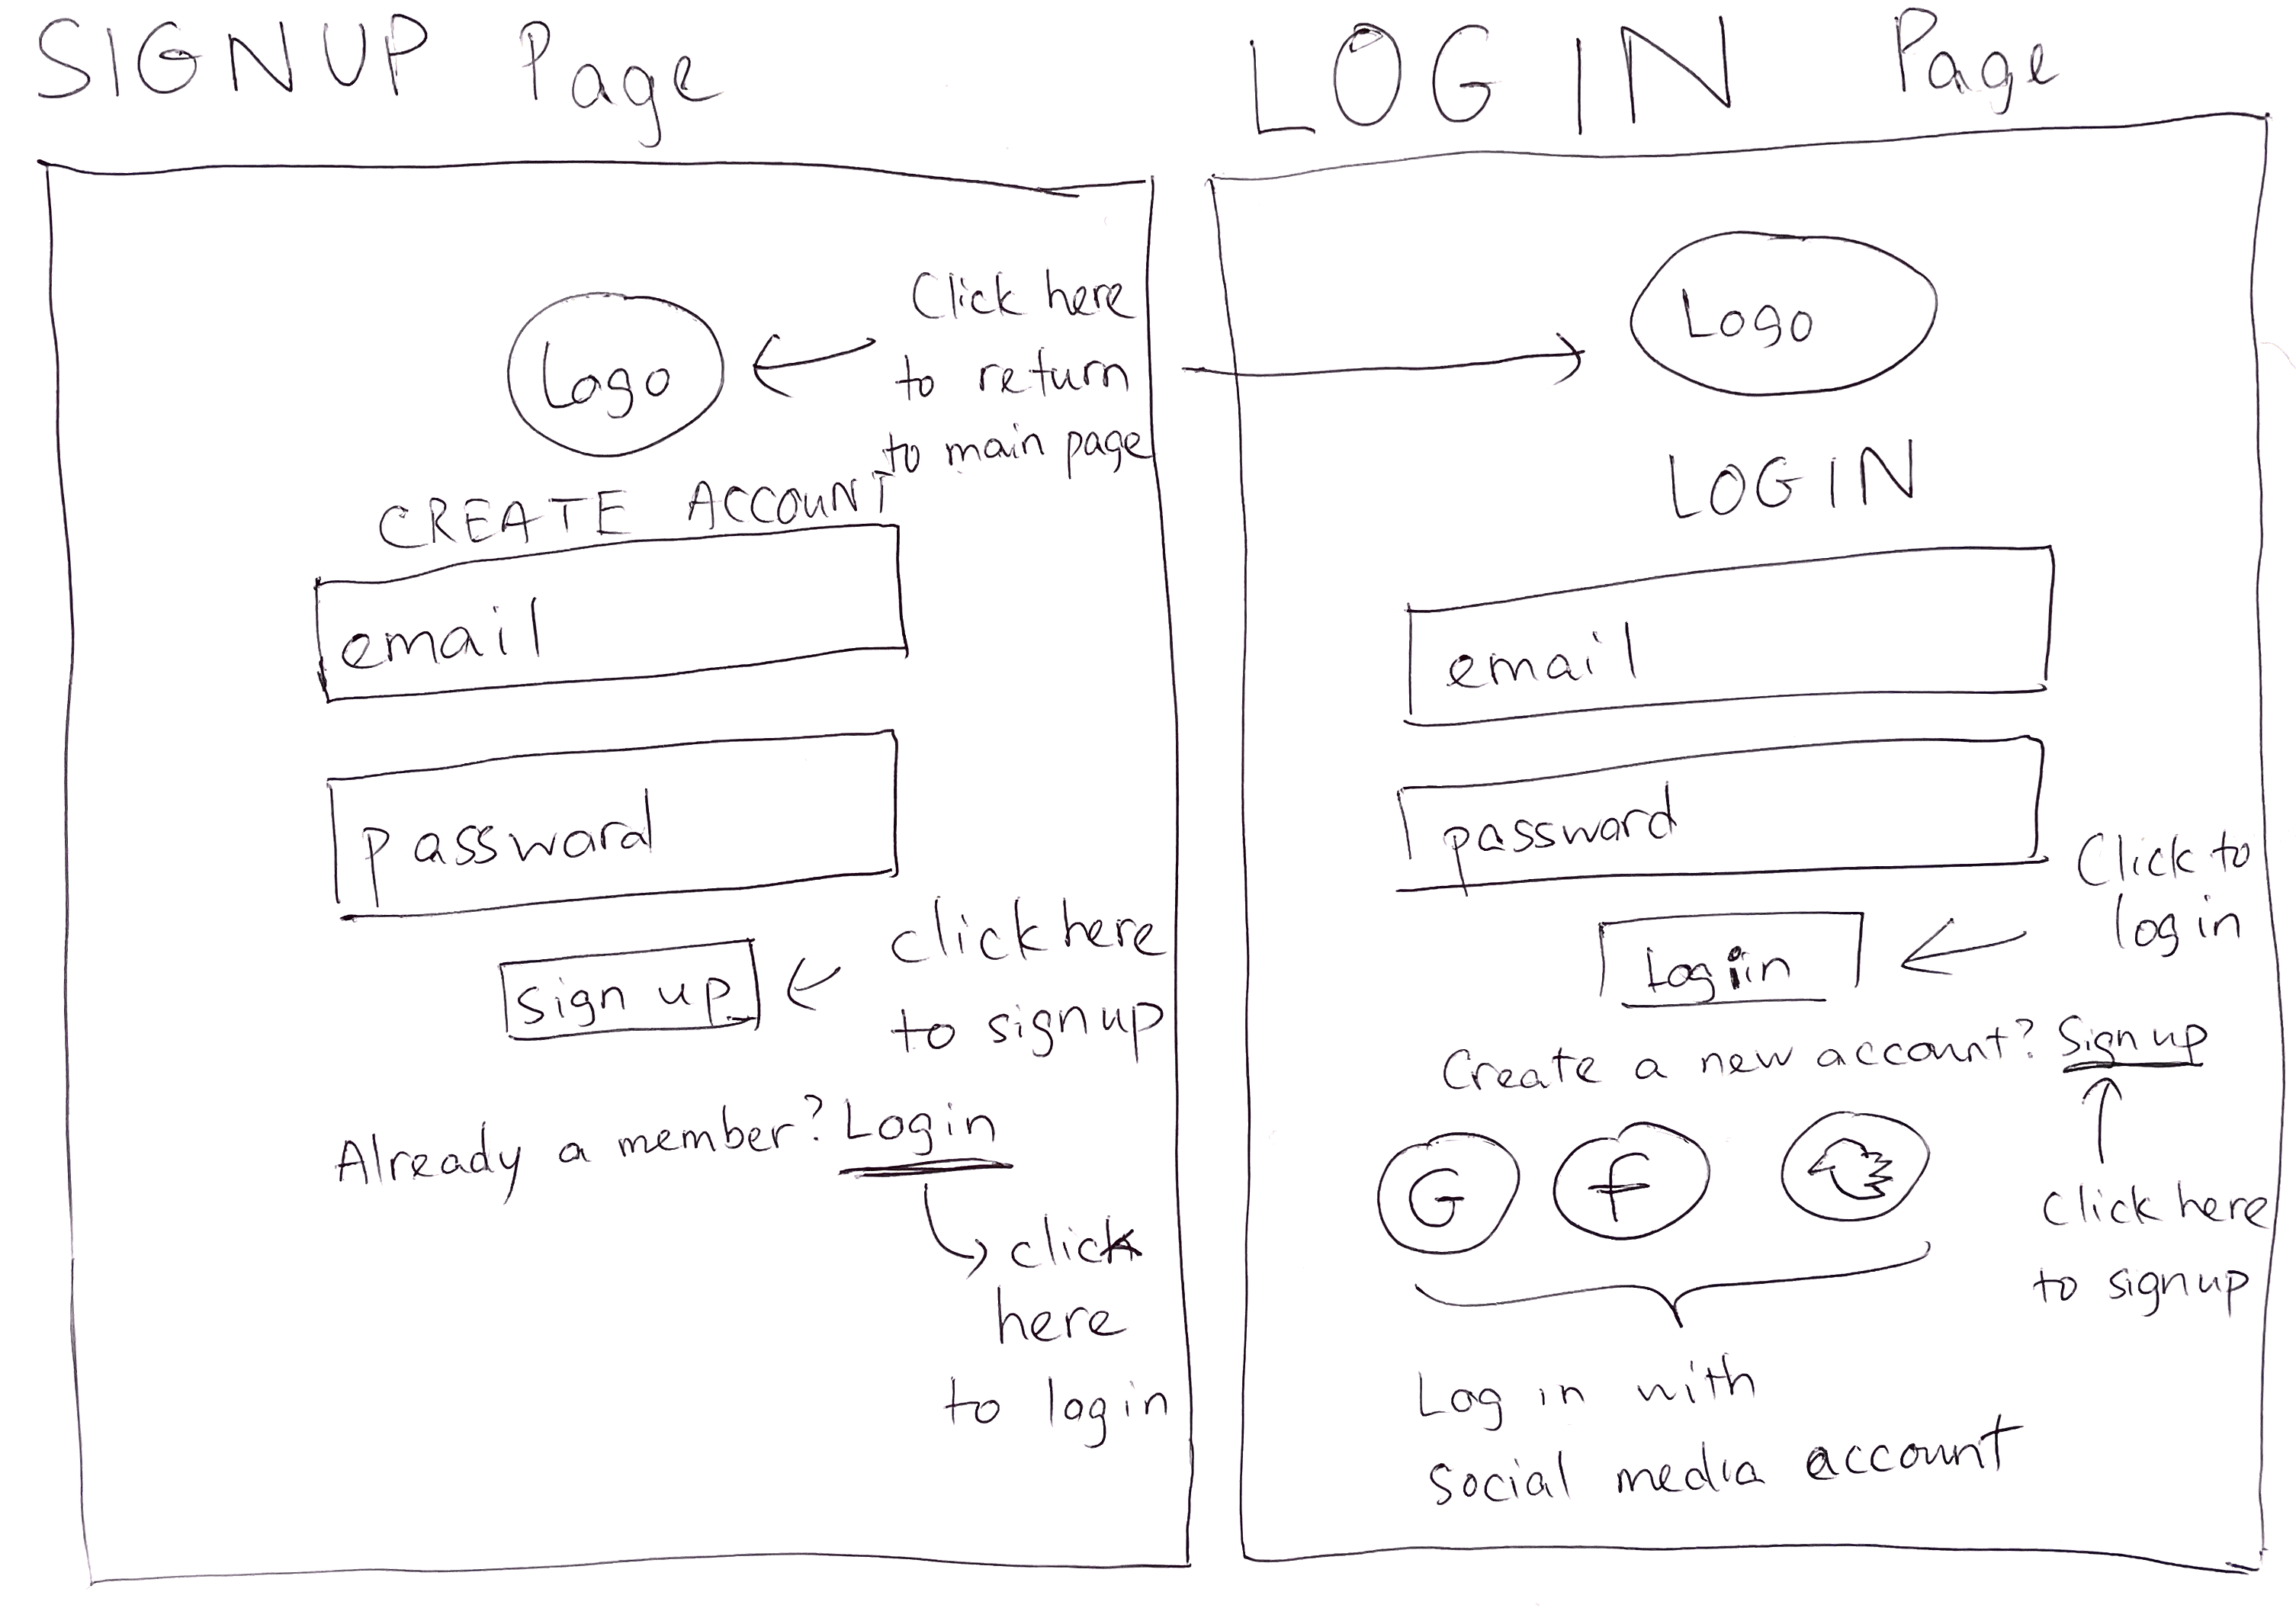 SIGNUP Page
Logo
Click here
to return
to main page
CREATE ACCOUNT
email
password
sign up
click here
to signup
Already a member? Login
click
here
to login
LOGIN Page
Logo
LOGIN
email
password
Click to
log in
Login
Create a new account? Sign up
G f
Click here
to signup
Log in with
social media account